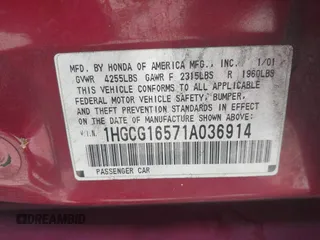 MFD. BY HONDA OF AMERICA MFG., INC. 1/01
GVWR 4255LBS GAWR F 2315LBS R 1960LBS
THIS VEHICLE CONFORMS TO ALL APPLICABLE
FEDERAL MOTOR VEHICLE SAFETY, BUMPER,
AND THEFT PREVENTION STANDARDS IN EFFECT
ON THE DATE OF MANUFACTURE SHOWN ABOVE.
V.I.N. 1HGCG16571A036914
PASSENGER CAR
DREAMBID